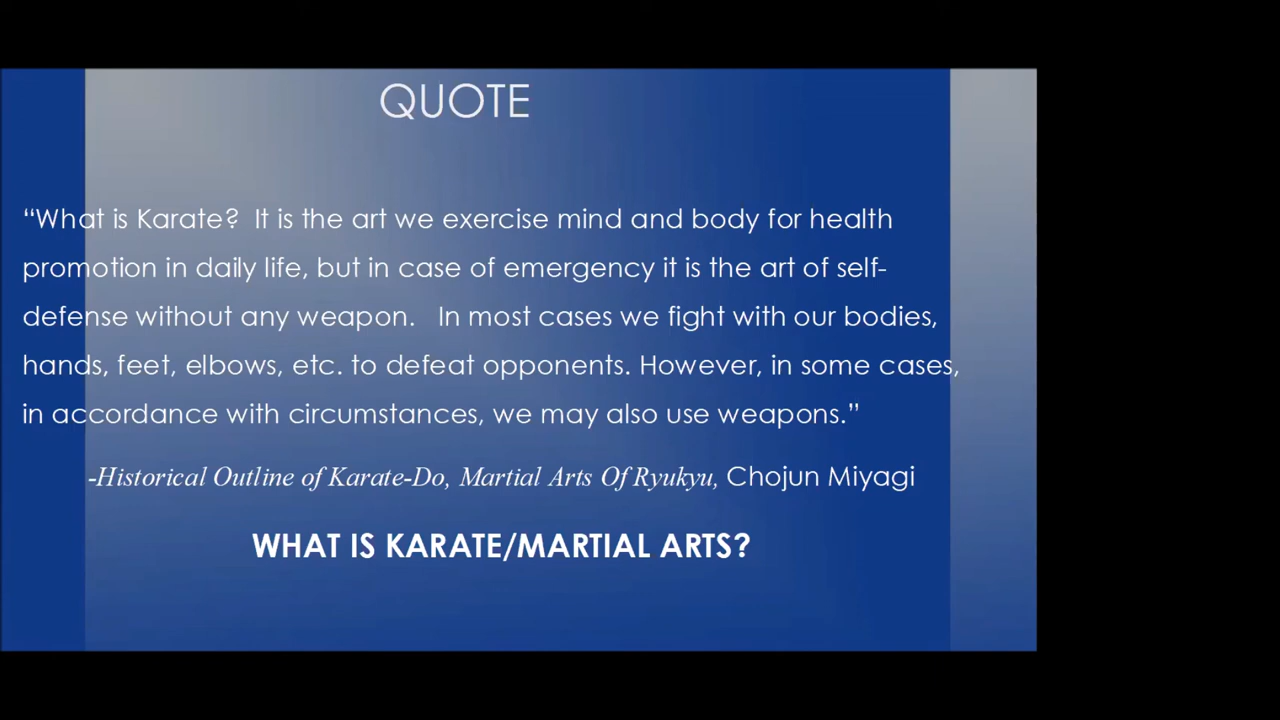 QUOTE
“What is Karate?  It is the art we exercise mind and body for health
promotion in daily life, but in case of emergency it is the art of self-
defense without any weapon.   In most cases we fight with our bodies,
hands, feet, elbows, etc. to defeat opponents. However, in some cases,
in accordance with circumstances, we may also use weapons.”
-Historical Outline of Karate-Do, Martial Arts Of Ryukyu, Chojun Miyagi
WHAT IS KARATE/MARTIAL ARTS?